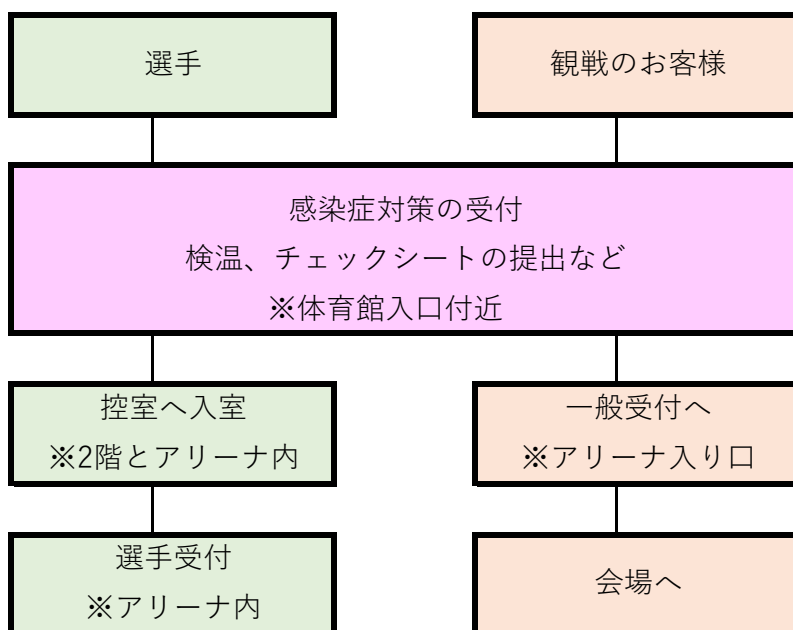 選手
観戦のお客様
感染症対策の受付
検温、チェックシートの提出など
※体育館入口付近
控室へ入室
※2階とアリーナ内
一般受付へ
※アリーナ入り口
選手受付
※アリーナ内
会場へ